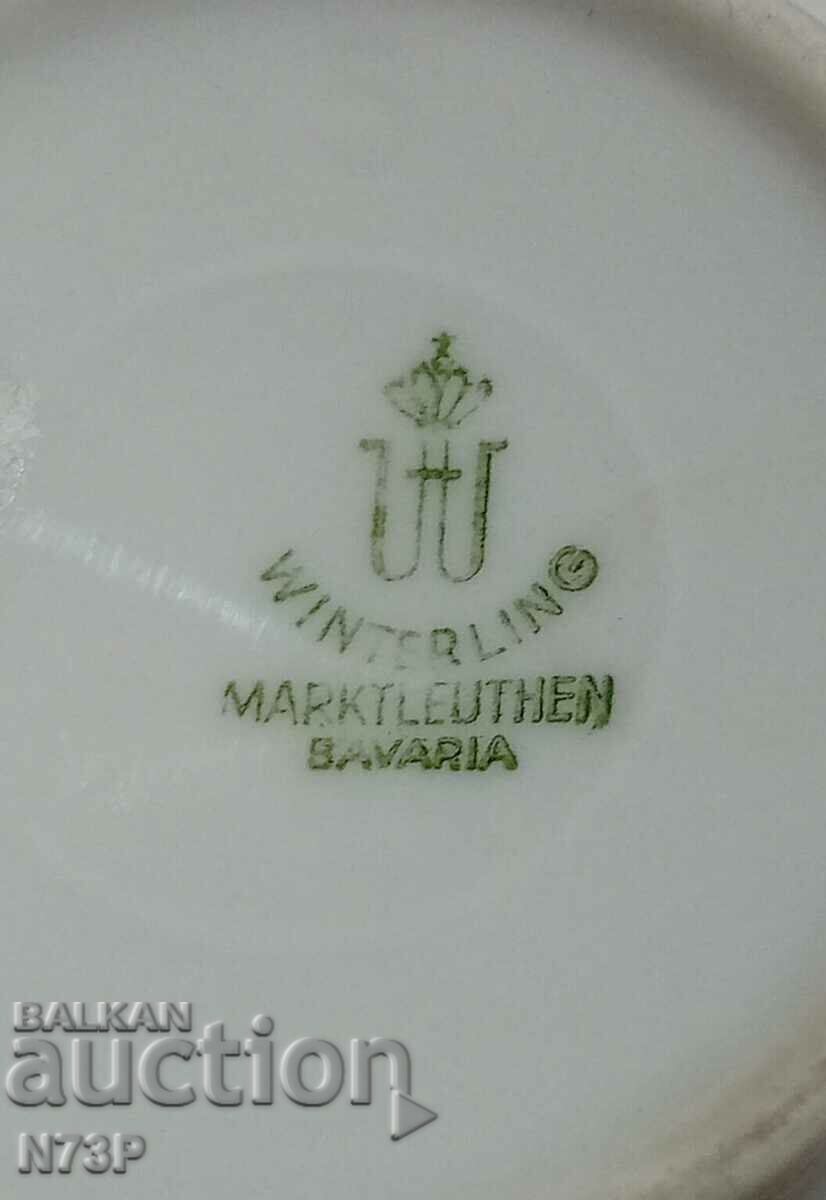 W
WINTERLING
MARKTLEUTHEN
BAVARIA
BALKAN
auction
N73P